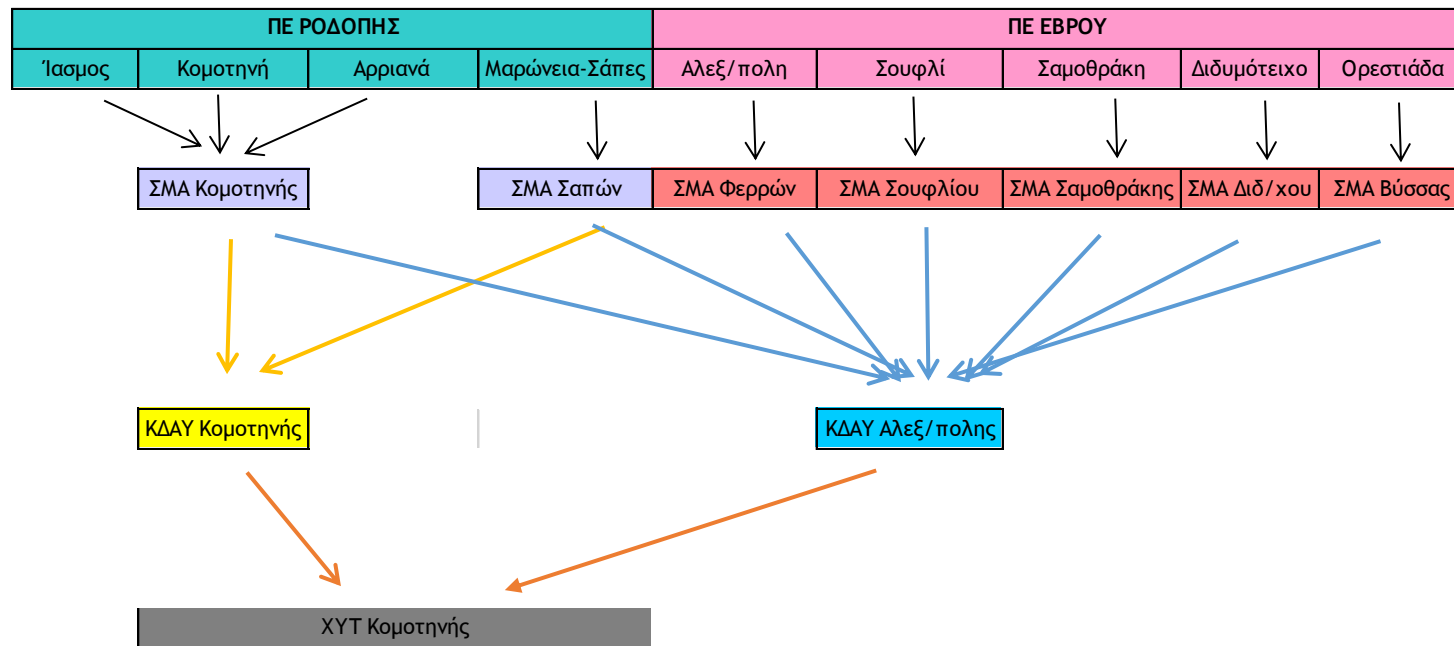 ΠΕ ΡΟΔΟΠΗΣ ΠΕ ΕΒΡΟΥ
Ίασμος Κομοτηνή Αρριανά Μαρώνεια-Σάπες Αλεξ/πολη Σουφλί Σαμοθράκη Διδυμότειχο Ορεστιάδα
ΣΜΑ Κομοτηνής ΣΜΑ Σαπών ΣΜΑ Φερρών ΣΜΑ Σουφλίου ΣΜΑ Σαμοθράκης ΣΜΑ Διδ/χου ΣΜΑ Βύσσας
ΚΔΑΥ Κομοτηνής ΚΔΑΥ Αλεξ/πολης
ΧΥΤ Κομοτηνής